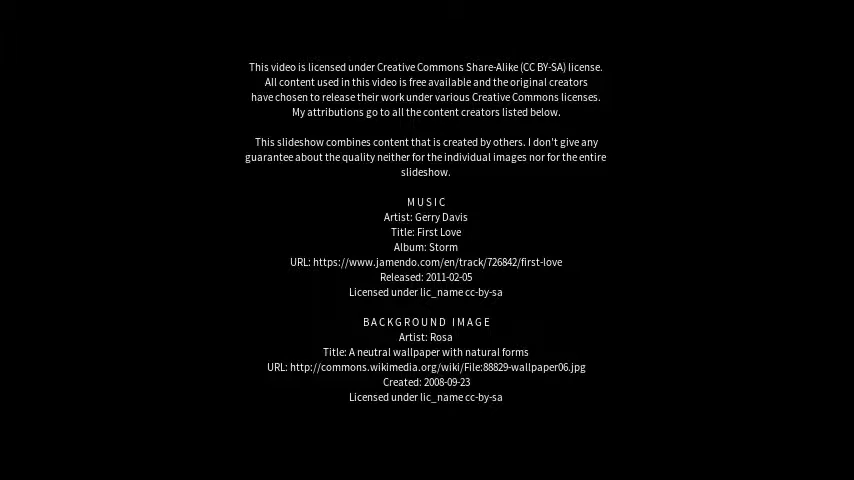 This video is licensed under Creative Commons Share-Alike (CC BY-SA) license.
All content used in this video is free available and the original creators
have chosen to release their work under various Creative Commons licenses.
My attributions go to all the content creators listed below.
This slideshow combines content that is created by others. I don't give any
guarantee about the quality neither for the individual images nor for the entire
slideshow.
MUSIC
Artist: Gerry Davis
Title: First Love
Album: Storm
URL: https://www.jamendo.com/en/track/726842/first-love
Released: 2011-02-05
Licensed under lic_name cc-by-sa
BACKGROUND IMAGE
Artist: Rosa
Title: A neutral wallpaper with natural forms
URL: http://commons.wikimedia.org/wiki/File:88829-wallpaper06.jpg
Created: 2008-09-23
Licensed under lic_name cc-by-sa